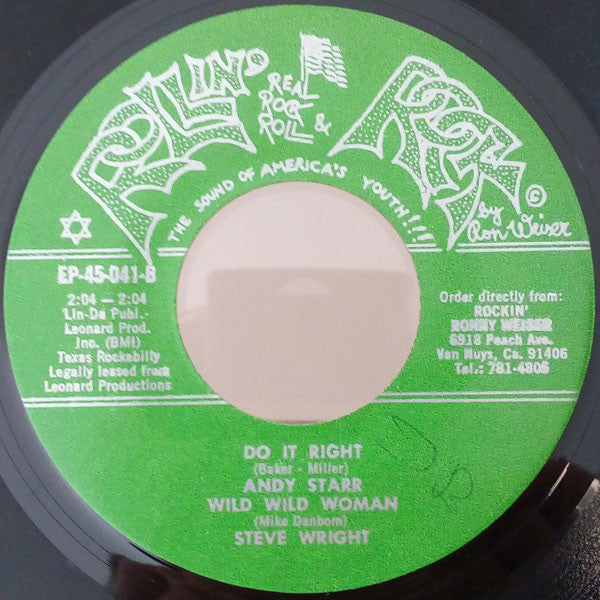 ROLLIN' ROCK
REAL
ROCK
& ROLL
THE SOUND OF AMERICA'S YOUTH!!!
by
Ron Weiser
EP-45-041-B
2:04 — 2:04
Lin-Da Publ.-
Leonard Prod.
Inc. (BMI)
Texas Rockabilly
Legally leased from
Leonard Productions
Order directly from:
ROCKIN'
RONNY WEISER
6918 Peach Ave.
Van Nuys, Ca. 91406
Tel.: 781-4805
DO IT RIGHT
(Baker - Miller)
ANDY STARR
WILD WILD WOMAN
(Mike Danbom)
STEVE WRIGHT